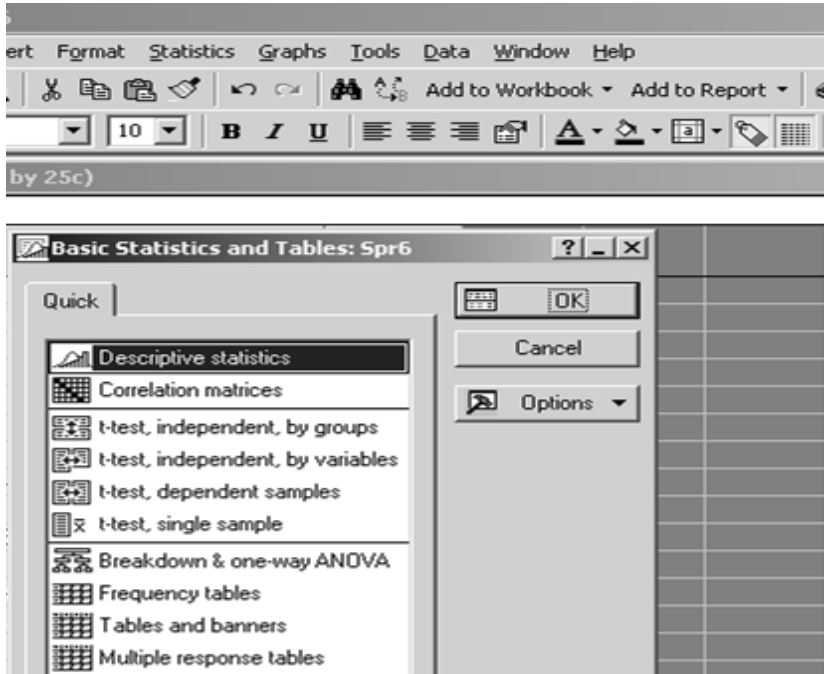 ert Format Statistics Graphs Tools Data Window Help
Add to Workbook Add to Report
10 B I U A a
by 25c)
Basic Statistics and Tables: Spr6
Quick
OK
Descriptive statistics
Cancel
Correlation matrices
Options
t-test, independent, by groups
t-test, independent, by variables
t-test, dependent samples
t-test, single sample
Breakdown & one-way ANOVA
Frequency tables
Tables and banners
Multiple response tables